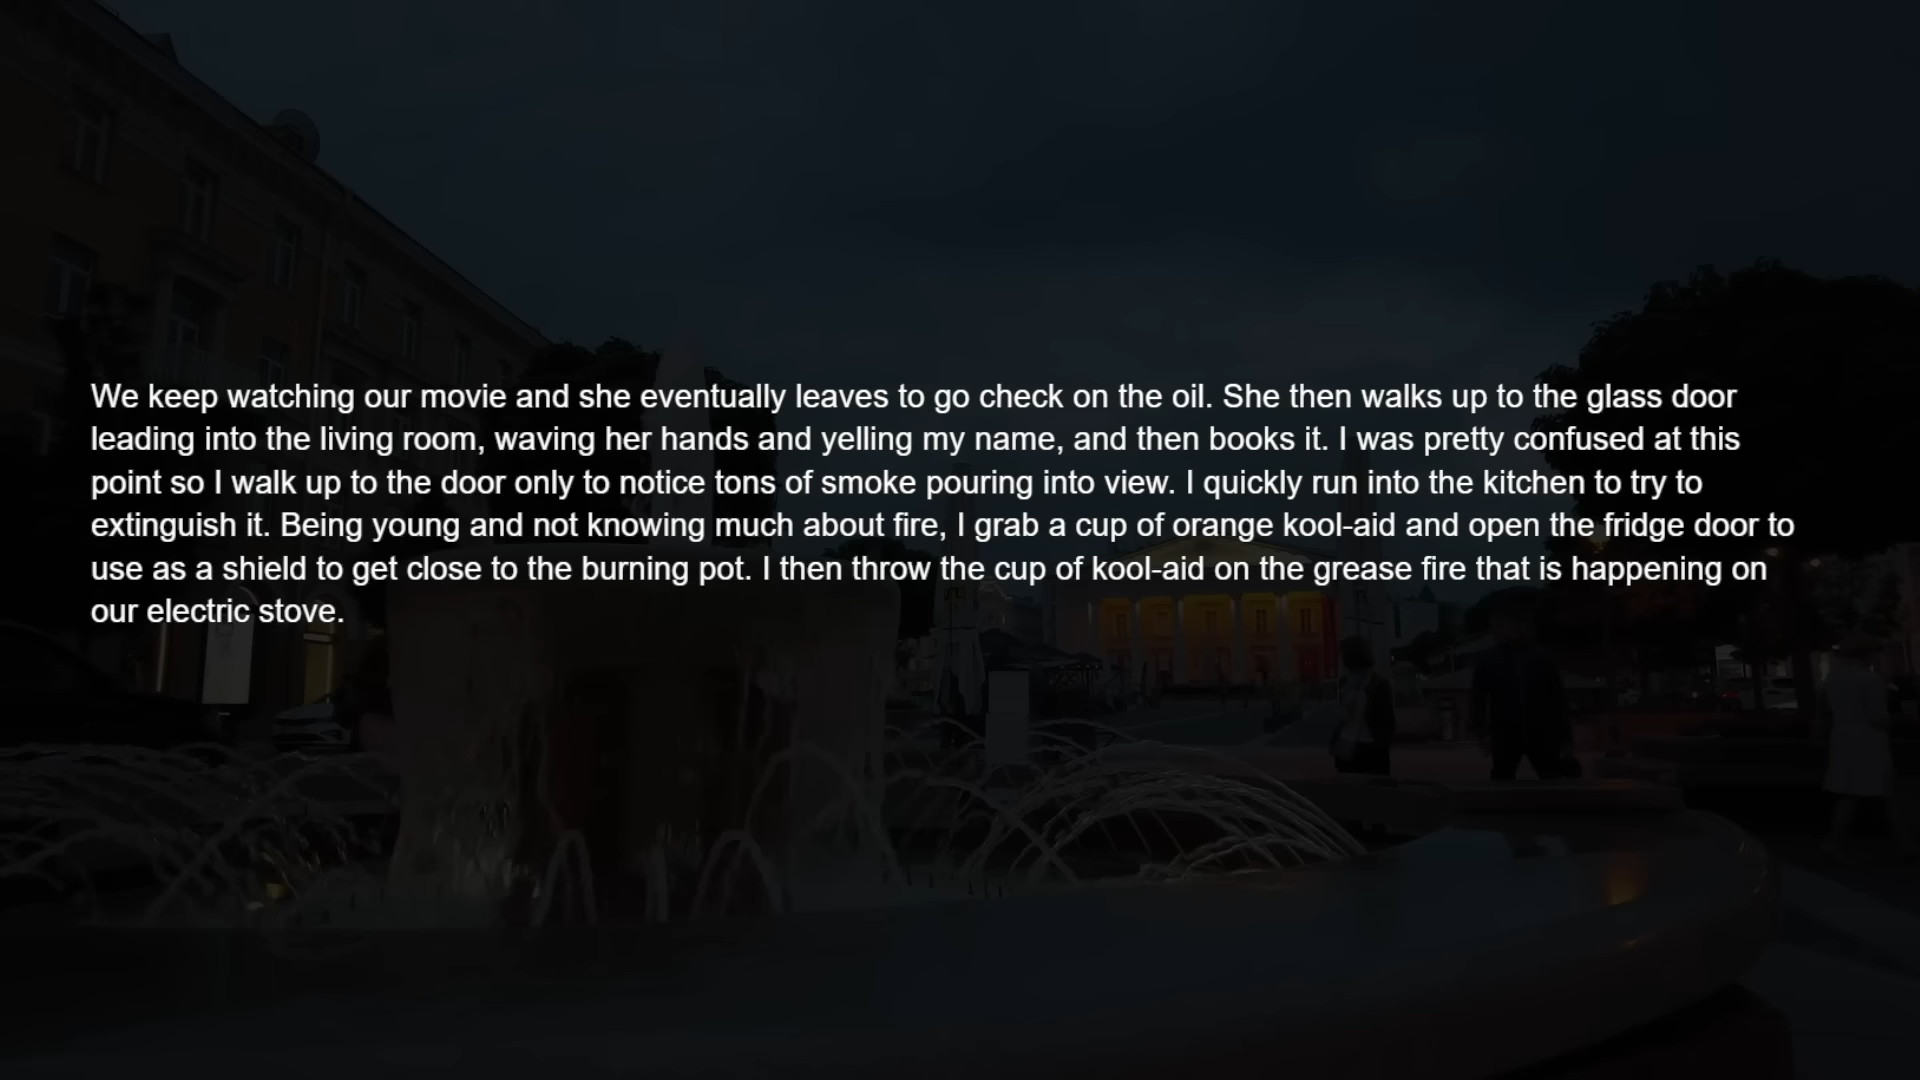 We keep watching our movie and she eventually leaves to go check on the oil. She then walks up to the glass door
leading into the living room, waving her hands and yelling my name, and then books it. I was pretty confused at this
point so I walk up to the door only to notice tons of smoke pouring into view. I quickly run into the kitchen to try to
extinguish it. Being young and not knowing much about fire, I grab a cup of orange kool-aid and open the fridge door to
use as a shield to get close to the burning pot. I then throw the cup of kool-aid on the grease fire that is happening on
our electric stove.